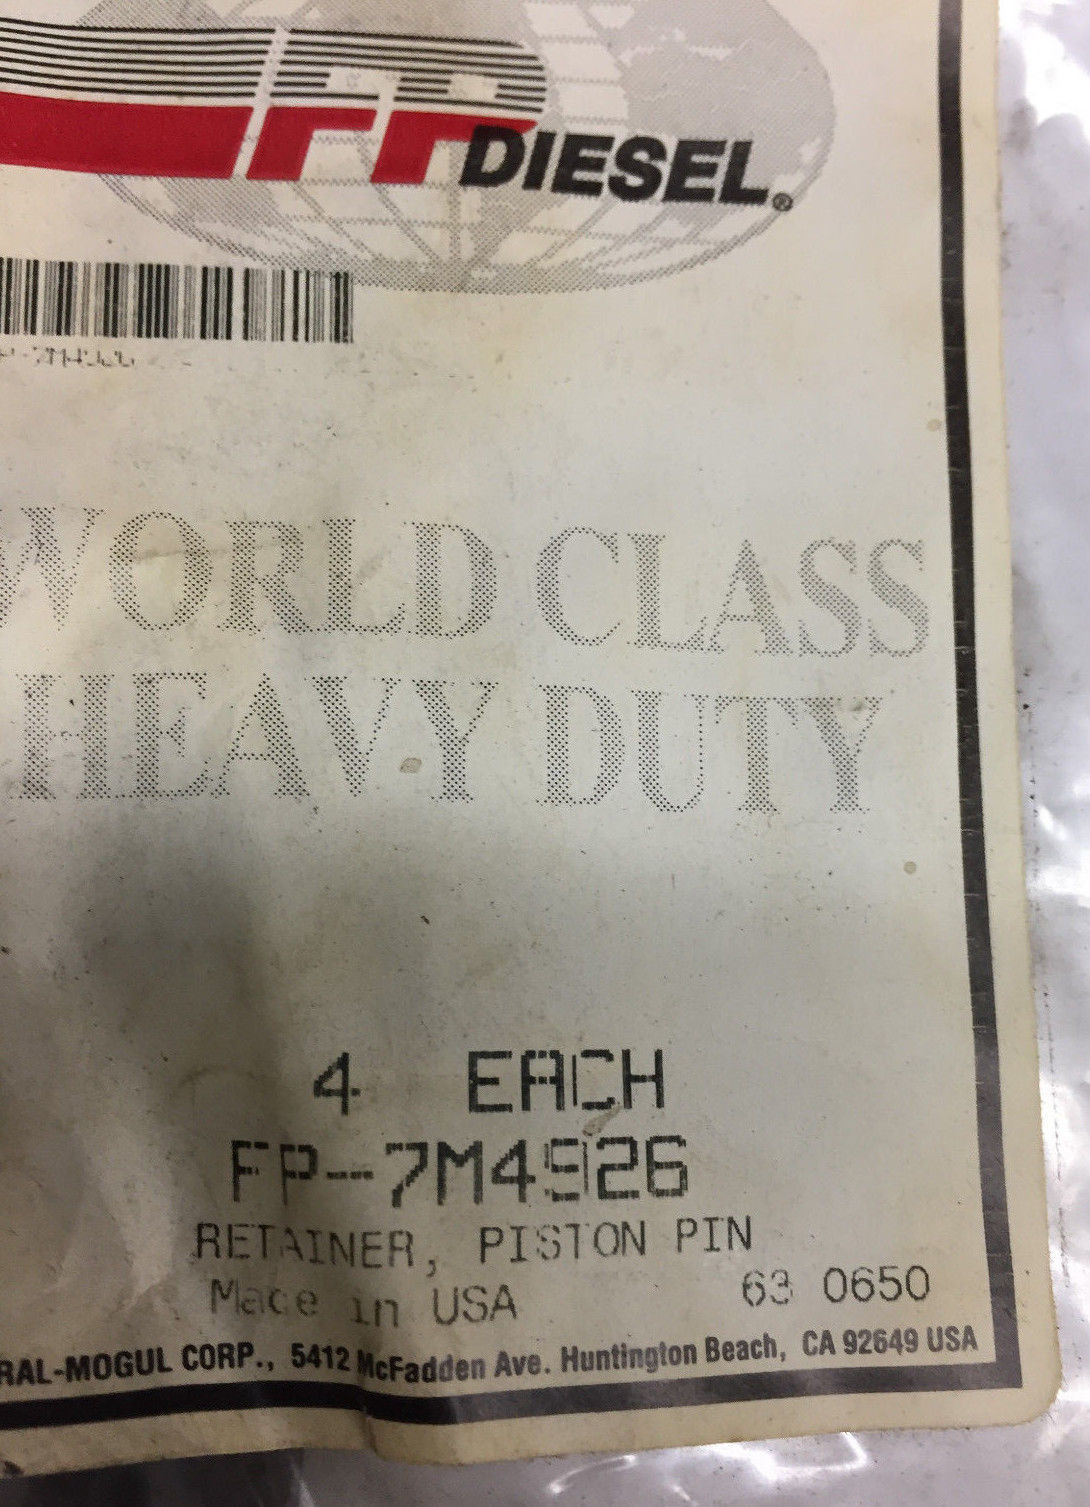 FP DIESEL®
WORLD CLASS
HEAVY DUTY
4 EACH
FP-7M4926
RETAINER, PISTON PIN
Made in USA 63 0650
RAL-MOGUL CORP., 5412 McFadden Ave. Huntington Beach, CA 92649 USA